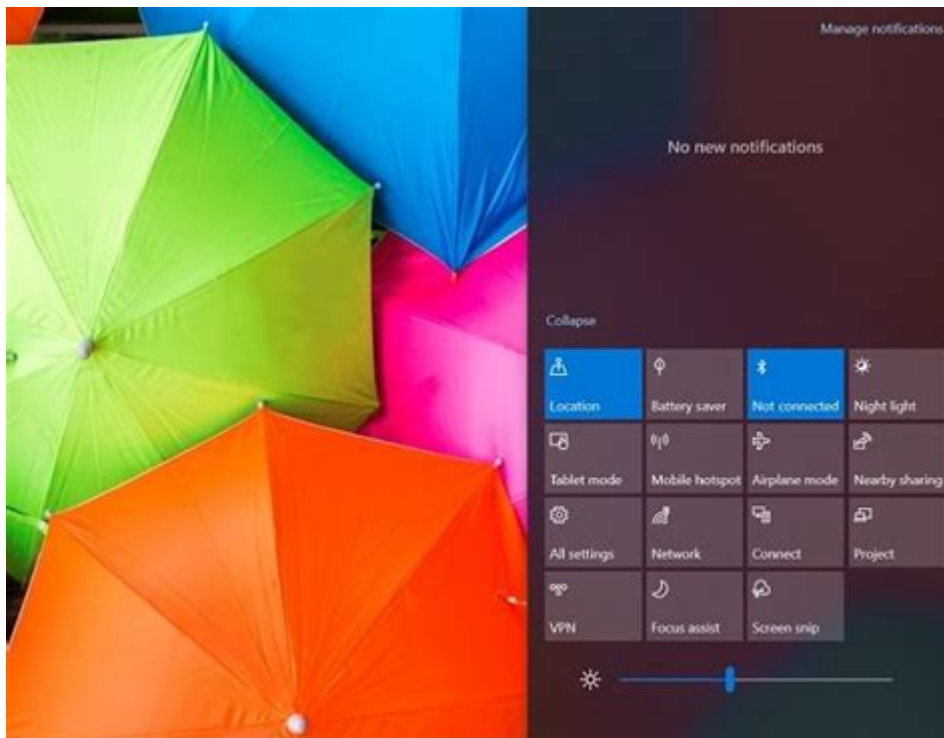 Manage notifications
No new notifications
Collapse
Location
Battery saver
Not connected
Night light
Tablet mode
Mobile hotspot
Airplane mode
Nearby sharing
All settings
Network
Connect
Project
VPN
Focus assist
Screen snip